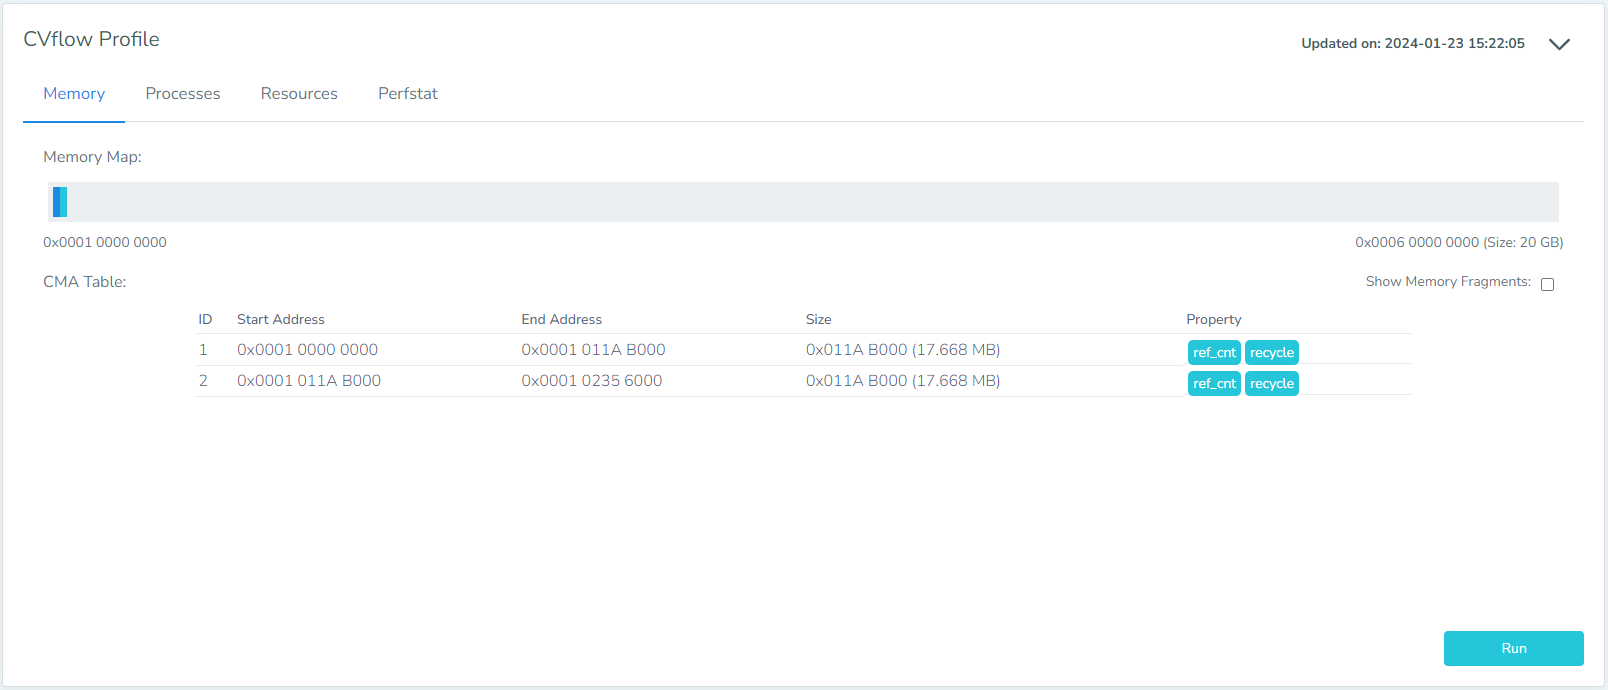 CVflow Profile
Updated on: 2024-01-23 15:22:05
Memory Processes Resources Perfstat
Memory Map:
0x0001 0000 0000 0x0006 0000 0000 (Size: 20 GB)
CMA Table: Show Memory Fragments:
ID Start Address End Address Size Property
1 0x0001 0000 0000 0x0001 011A B000 0x011A B000 (17.668 MB) ref_cnt recycle
2 0x0001 011A B000 0x0001 0235 6000 0x011A B000 (17.668 MB) ref_cnt recycle
Run